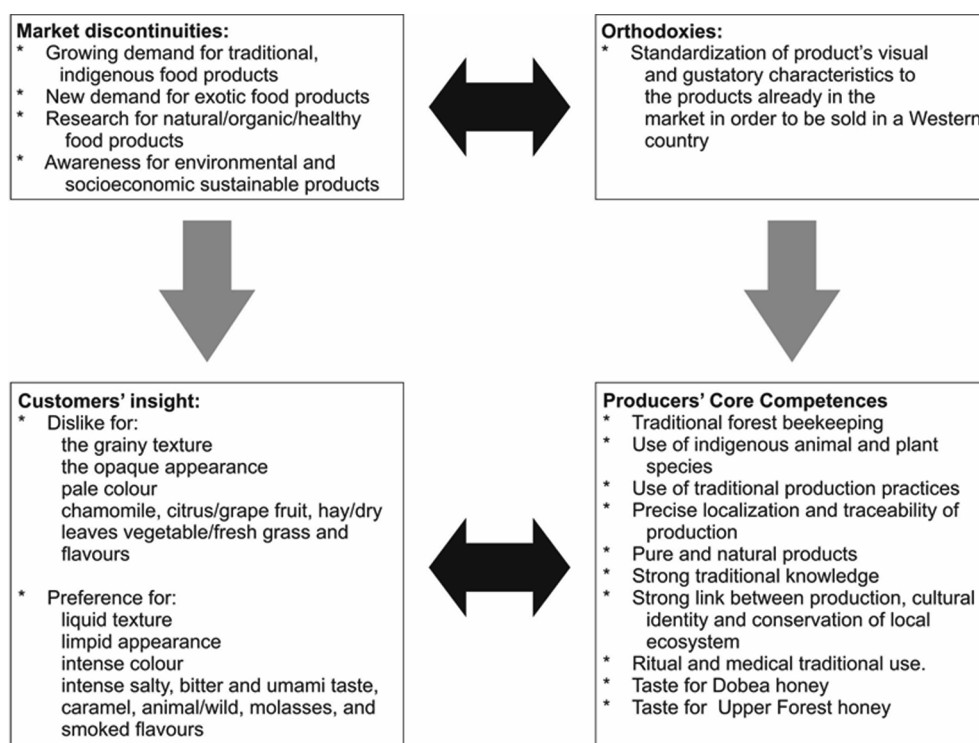 Market discontinuities:
* Growing demand for traditional,
indigenous food products
* New demand for exotic food products
* Research for natural/organic/healthy
food products
* Awareness for environmental and
socioeconomic sustainable products
Orthodoxies:
* Standardization of product's visual
and gustatory characteristics to
the products already in the
market in order to be sold in a Western
country
Customers' insight:
* Dislike for:
the grainy texture
the opaque appearance
pale colour
chamomile, citrus/grape fruit, hay/dry
leaves vegetable/fresh grass and
flavours
* Preference for:
liquid texture
limpid appearance
intense colour
intense salty, bitter and umami taste,
caramel, animal/wild, molasses, and
smoked flavours
Producers' Core Competences
* Traditional forest beekeeping
* Use of indigenous animal and plant
species
* Use of traditional production practices
* Precise localization and traceability of
production
* Pure and natural products
* Strong traditional knowledge
* Strong link between production, cultural
identity and conservation of local
ecosystem
* Ritual and medical traditional use.
* Taste for Dobea honey
* Taste for Upper Forest honey